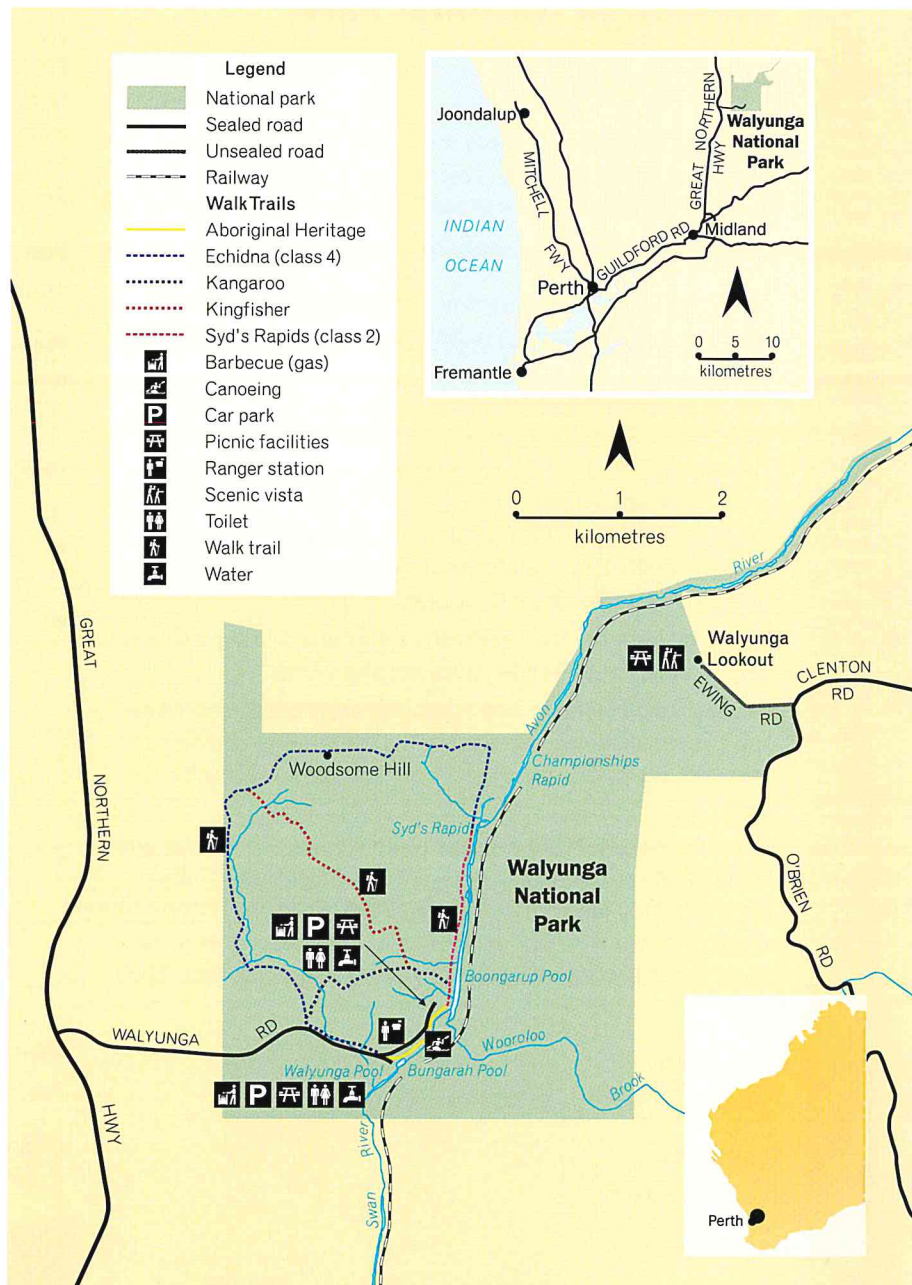 Legend
National park
Sealed road
Unsealed road
Railway
Walk Trails
Aboriginal Heritage
Echidna (class 4)
Kangaroo
Kingfisher
Syd's Rapids (class 2)
Barbecue (gas)
Canoeing
P
Car park
Picnic facilities
Ranger station
Scenic vista
Toilet
Walk trail
Water
Joondalup
MITCHELL
FWY
INDIAN
OCEAN
GREAT NORTHERN
HWY
Walyunga
National
Park
GUILDFORD RD
Midland
Perth
Fremantle
0 5 10
kilometres
0 1 2
kilometres
River
Walyunga
Lookout
EWING
RD
CLENTON
RD
Avon
Championships
Rapid
GREAT
NORTHERN
HWY
Woodsome Hill
Syd's Rapid
Walyunga
National
Park
O'BRIEN
RD
P
Boongarup Pool
WALYUNGA
RD
Wooroloo
Brook
Walyunga Pool
Bungarah Pool
P
River
Swan
Perth